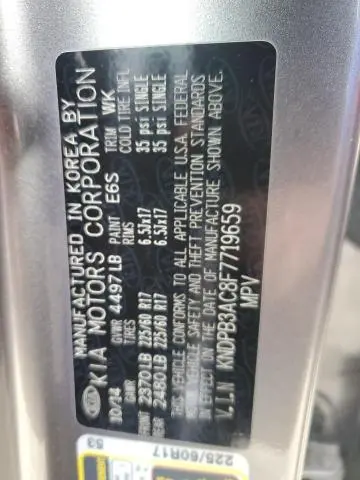 MANUFACTURED IN KOREA BY
KIA MOTORS CORPORATION
10/14 GVWR 4497LB PAINT E6S TRIM WK
GAWR TIRES RIMS COLD TIRE INFL
FRONT 2370LB 225/60 R17 6.5Jx17 35 psi SINGLE
REAR 2480LB 225/60 R17 6.5Jx17 35 psi SINGLE
THIS VEHICLE CONFORMS TO ALL APPLICABLE U.S.A. FEDERAL
MOTOR VEHICLE SAFETY AND THEFT PREVENTION STANDARDS
IN EFFECT ON THE DATE OF MANUFACTURE SHOWN ABOVE.
V.I.N KNDPB3AC8F7719659
MPV
225/60R17
53